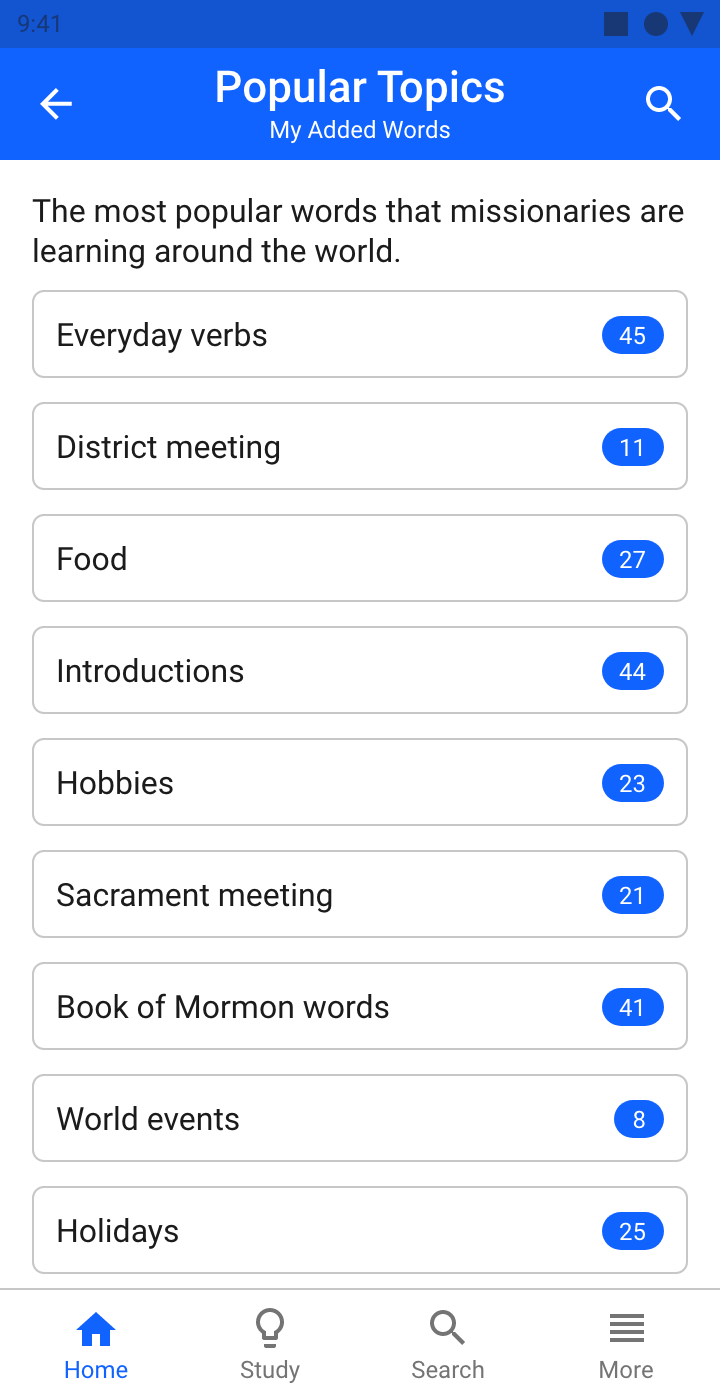 9:41
Popular Topics
My Added Words
The most popular words that missionaries are
learning around the world.
Everyday verbs 45
District meeting 11
Food 27
Introductions 44
Hobbies 23
Sacrament meeting 21
Book of Mormon words 41
World events 8
Holidays 25
Home Study Search More